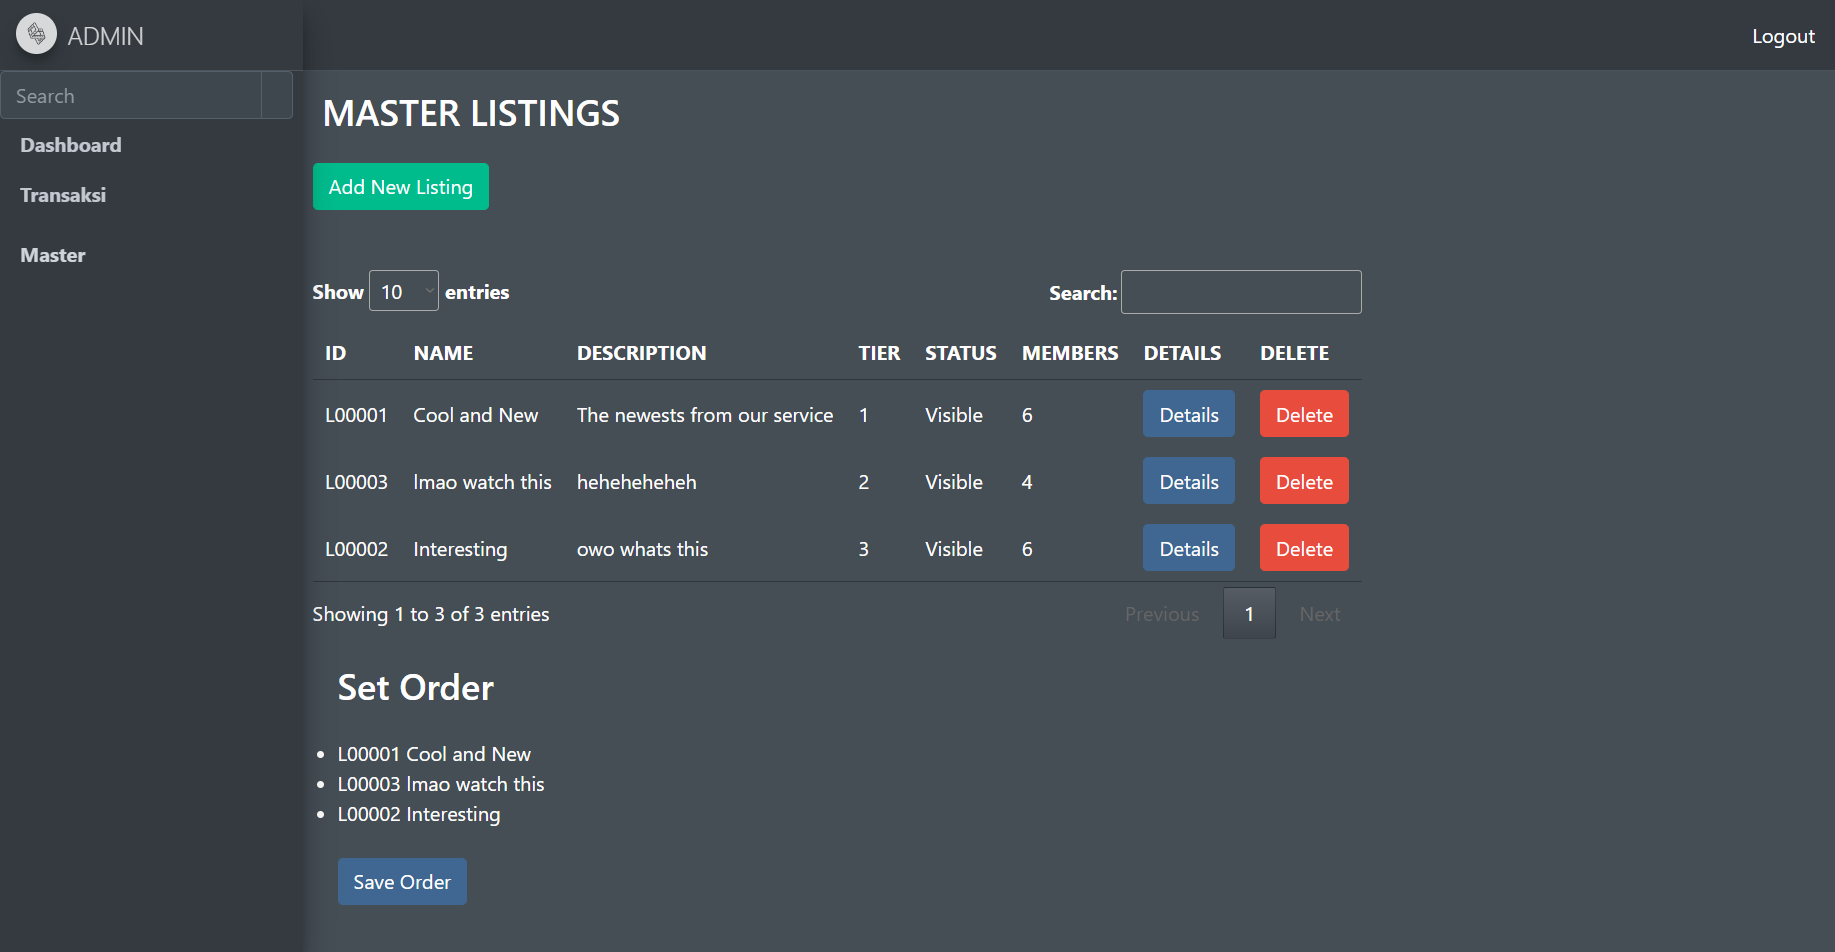 ADMIN
Logout
Search
Dashboard
Transaksi
Master
MASTER LISTINGS
Add New Listing
Show 10 entries
Search:
ID NAME DESCRIPTION TIER STATUS MEMBERS DETAILS DELETE
L00001 Cool and New The newests from our service 1 Visible 6 Details Delete
L00003 lmao watch this heheheheheh 2 Visible 4 Details Delete
L00002 Interesting owo whats this 3 Visible 6 Details Delete
Showing 1 to 3 of 3 entries
Previous 1 Next
Set Order
L00001 Cool and New
L00003 lmao watch this
L00002 Interesting
Save Order